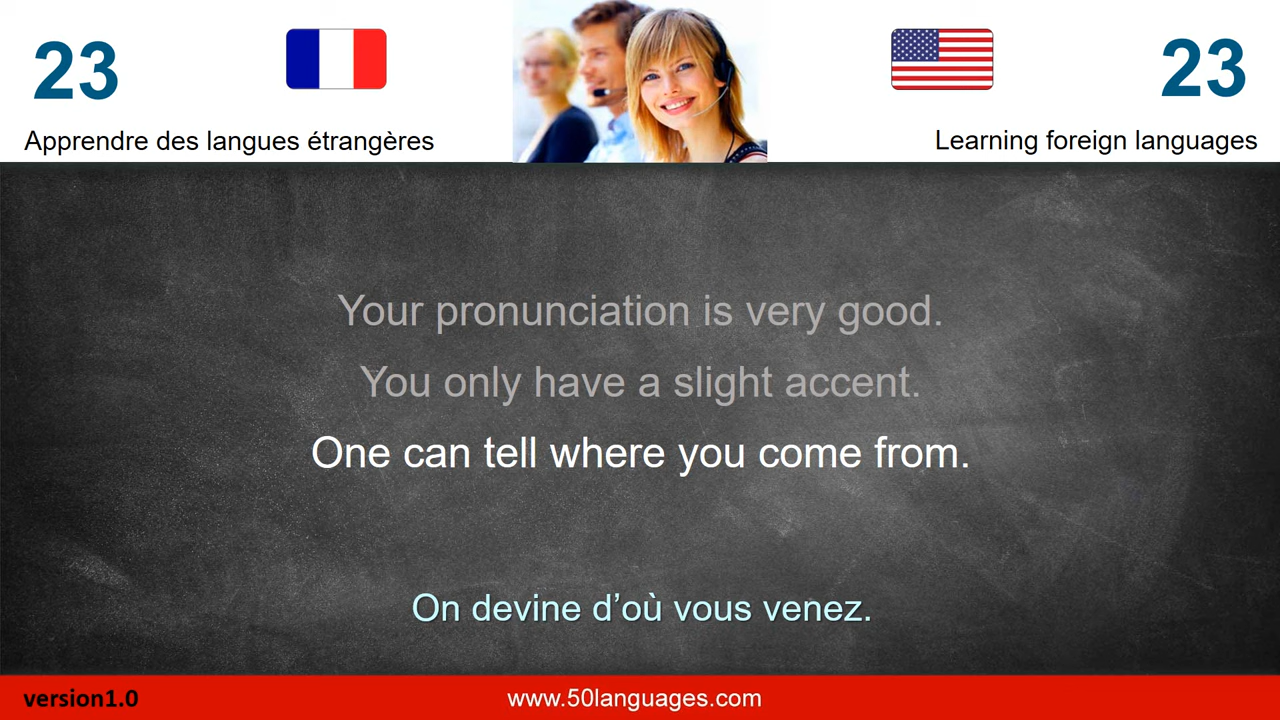 23
23
Apprendre des langues étrangères
Learning foreign languages
Your pronunciation is very good.
You only have a slight accent.
One can tell where you come from.
On devine d’où vous venez.
version1.0
www.50languages.com